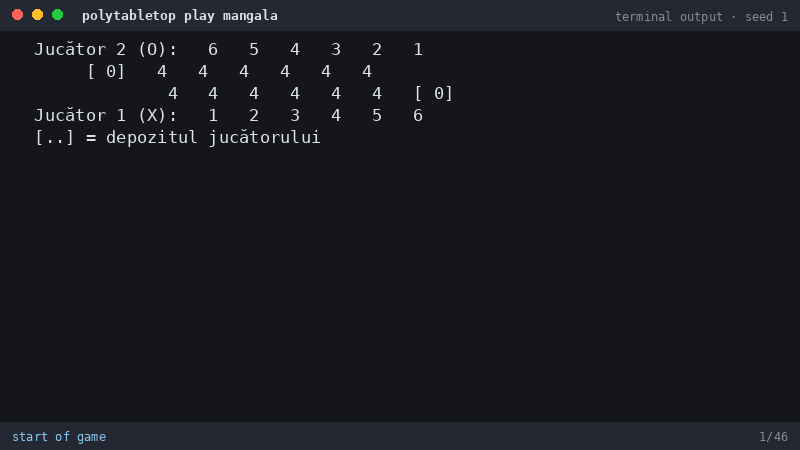 polytabletop play mangala
terminal output · seed 1
Jucător 2 (O): 6 5 4 3 2 1
[ 0] 4 4 4 4 4 4
4 4 4 4 4 4 [ 0]
Jucător 1 (X): 1 2 3 4 5 6
[..] = depozitul jucătorului
start of game
1/46